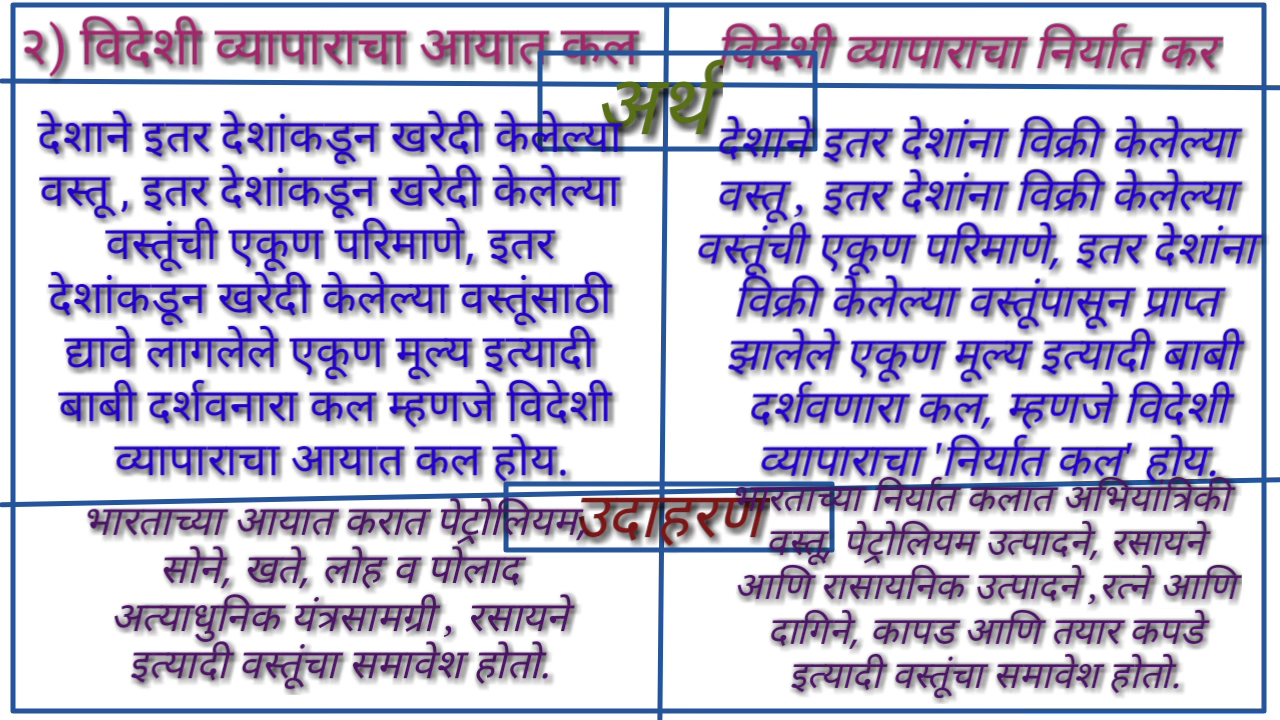 २) विदेशी व्यापाराचा आयात कल
विदेशी व्यापाराचा निर्यात कर
अर्थ
देशाने इतर देशांकडून खरेदी केलेल्या
वस्तू , इतर देशांकडून खरेदी केलेल्या
वस्तूंची एकूण परिमाणे, इतर
देशांकडून खरेदी केलेल्या वस्तूंसाठी
द्यावे लागलेले एकूण मूल्य इत्यादी
बाबी दर्शवनारा कल म्हणजे विदेशी
व्यापाराचा आयात कल होय.
देशाने इतर देशांना विक्री केलेल्या
वस्तू , इतर देशांना विक्री केलेल्या
वस्तूंची एकूण परिमाणे, इतर देशांना
विक्री केलेल्या वस्तूंपासून प्राप्त
झालेले एकूण मूल्य इत्यादी बाबी
दर्शवणारा कल, म्हणजे विदेशी
व्यापाराचा 'निर्यात कल' होय.
उदाहरण
भारताच्या आयात करात पेट्रोलियम,
सोने, खते, लोह व पोलाद
अत्याधुनिक यंत्रसामग्री , रसायने
इत्यादी वस्तूंचा समावेश होतो.
भारताच्या निर्यात कलात अभियांत्रिकी
वस्तू, पेट्रोलियम उत्पादने, रसायने
आणि रासायनिक उत्पादने ,रत्ने आणि
दागिने, कापड आणि तयार कपडे
इत्यादी वस्तूंचा समावेश होतो.